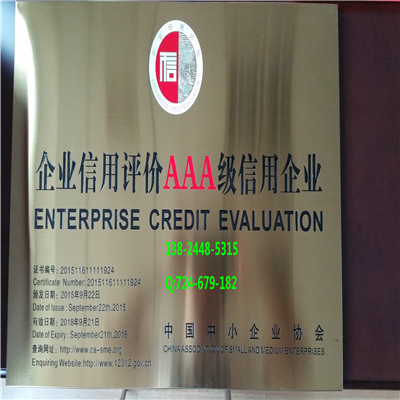 信
企业信用评价AAA级信用企业
ENTERPRISE CREDIT EVALUATION
138-2448-5315
Q:724-679-182
证书编号:201511611111924
Certificate Number: 201511611111924
颁发日期:2015年9月22日
Date of Issue : September22th.2015
有效日期:2018年9月21日
Date of Expiry : September21th,2018
查询网址:http://www.ca-sme.org
Enquiring Website:http://www.12312.gov.cn
中国中小企业协会
CHINA ASSOCIATION OF SMALL AND MEDIUM ENTERPRISES